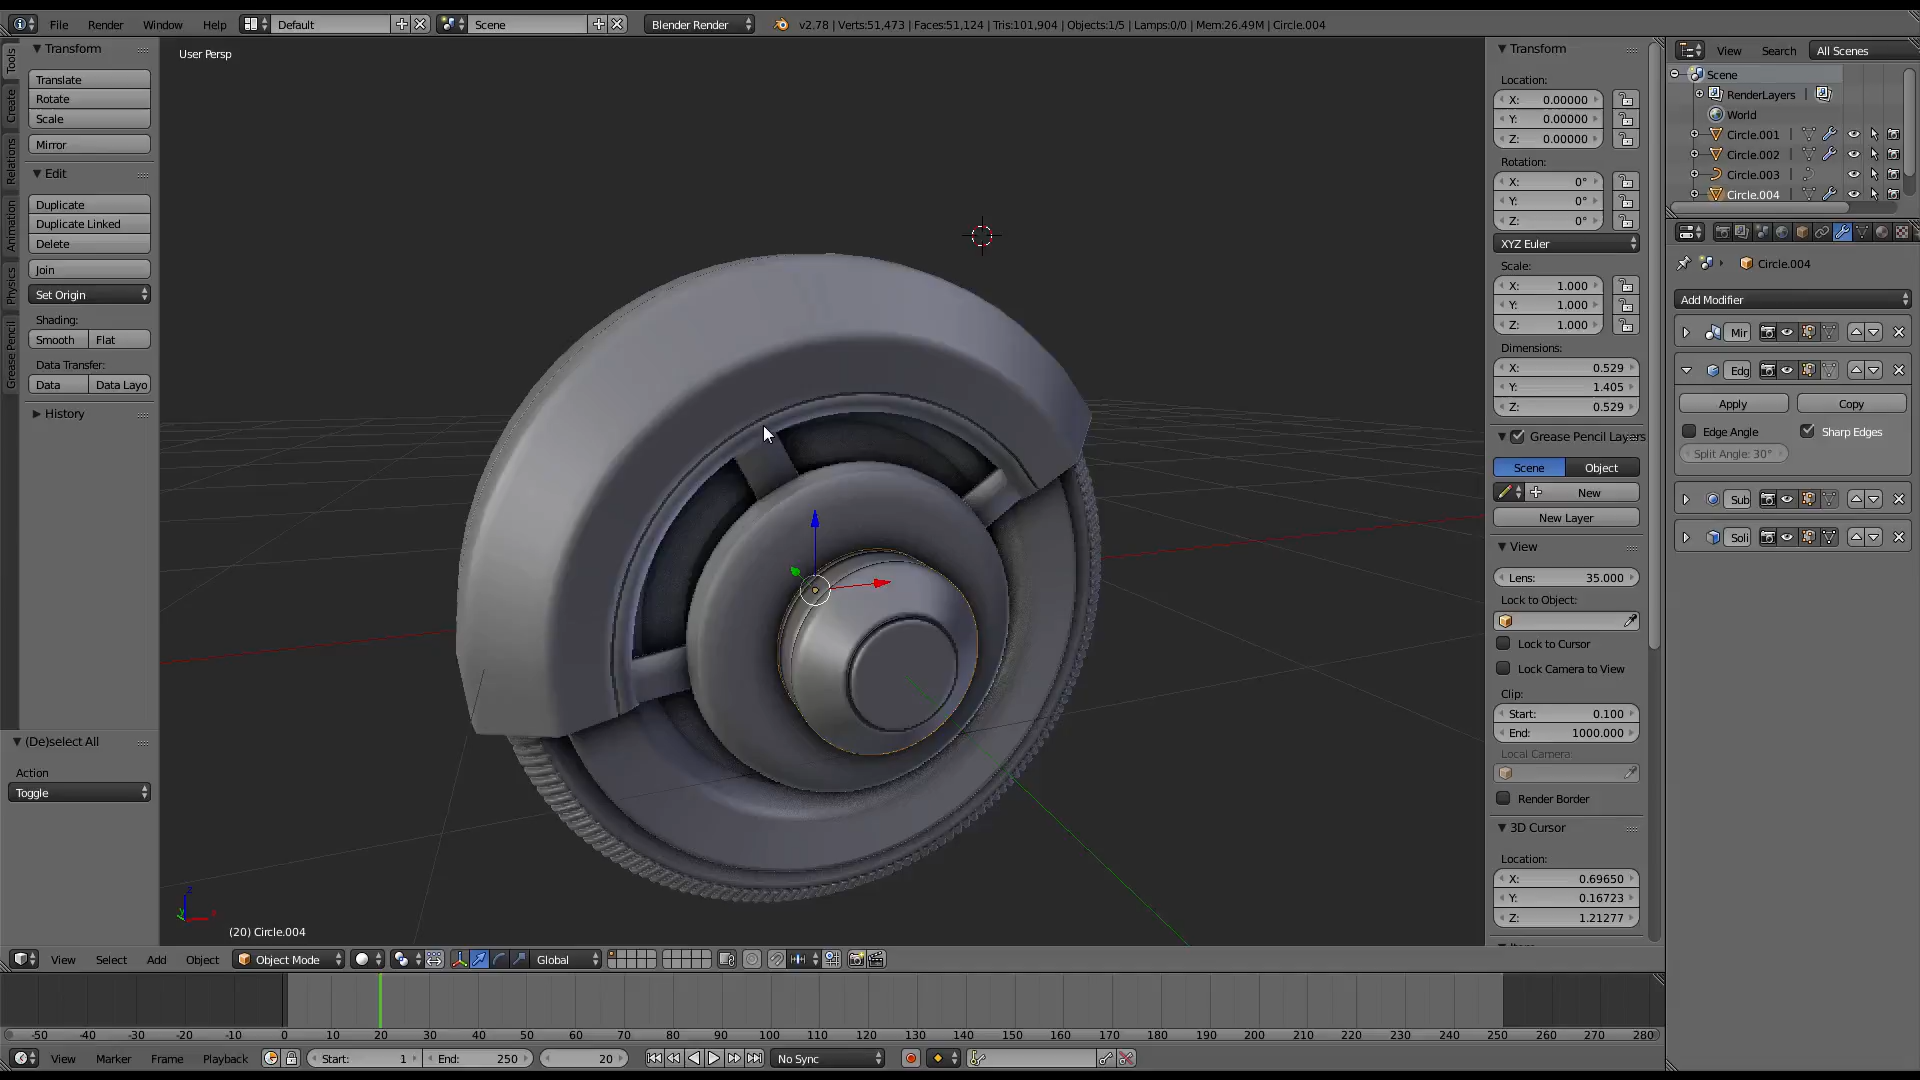 File Render Window Help Default Scene Blender Render v2.78 | Verts:51,473 | Faces:51,124 | Tris:101,904 | Objects:1/5 | Lamps:0/0 | Mem:26.49M | Circle.004
Tools
Create
Relations
Animation
Physics
Grease Pencil
Transform
Translate
Rotate
Scale
Mirror
Edit
Duplicate
Duplicate Linked
Delete
Join
Set Origin
Shading:
Smooth Flat
Data Transfer:
Data Data Layo
History
(De)select All
Action
Toggle
User Persp
(20) Circle.004
Transform
Location:
X: 0.00000
Y: 0.00000
Z: 0.00000
Rotation:
X: 0°
Y: 0°
Z: 0°
XYZ Euler
Scale:
X: 1.000
Y: 1.000
Z: 1.000
Dimensions:
X: 0.529
Y: 1.405
Z: 0.529
Grease Pencil Layers
Scene Object
New
New Layer
View
Lens: 35.000
Lock to Object:
Lock to Cursor
Lock Camera to View
Clip:
Start: 0.100
End: 1000.000
Local Camera:
Render Border
3D Cursor
Location:
X: 0.69650
Y: 0.16723
Z: 1.21277
View Search All Scenes
Scene
RenderLayers |
World
Circle.001 |
Circle.002 |
Circle.003 |
Circle.004 |
Circle.004
Add Modifier
Mir
Edg
Apply Copy
Edge Angle Sharp Edges
Split Angle: 30°
Sub
Soli
View Select Add Object Object Mode Global
-50 -40 -30 -20 -10 0 10 20 30 40 50 60 70 80 90 100 110 120 130 140 150 160 170 180 190 200 210 220 230 240 250 260 270 280
View Marker Frame Playback Start: 1 End: 250 20 No Sync